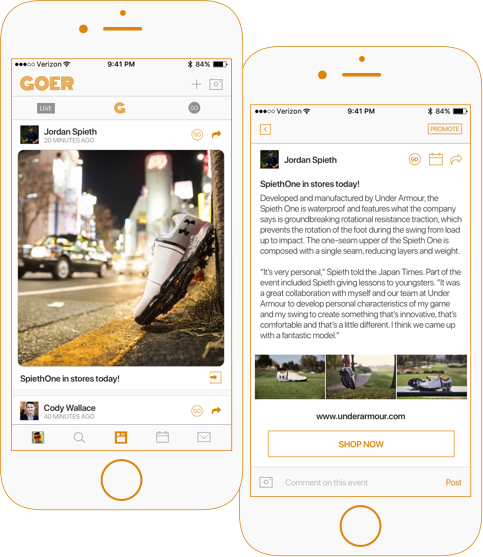 ●●●○○ Verizon 9:41 PM 84%
GOER
LIVE G GO
Jordan Spieth
20 MINUTES AGO
GO
SpiethOne in stores today!
Cody Wallace
40 MINUTES AGO
GO
●●●○○ Verizon 9:41 PM 84%
PROMOTE
Jordan Spieth GO
SpiethOne in stores today!
Developed and manufactured by Under Armour, the
Spieth One is waterproof and features what the company
says is groundbreaking rotational resistance traction, which
prevents the rotation of the foot during the swing from load
up to impact. The one-seam upper of the SpiethOne is
composed with a single seam, reducing layers and weight.
"It's very personal," Spieth told the Japan Times. Part of the
event included Spieth giving lessons to youngsters. "It was
a great collaboration with myself and our team at Under
Armour to develop personal characteristics of my game
and my swing to create something that's innovative, that's
comfortable and that's a little different. I think we came up
with a fantastic model."
www.underarmour.com
SHOP NOW
Comment on this event Post